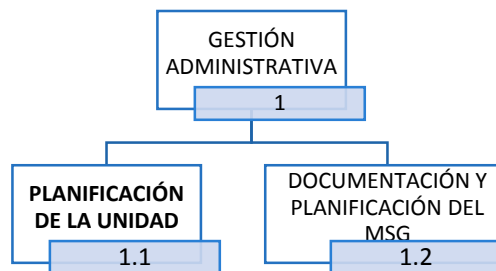 GESTIÓN
ADMINISTRATIVA
1
PLANIFICACIÓN
DE LA UNIDAD
1.1
DOCUMENTACIÓN Y
PLANIFICACIÓN DEL
MSG
1.2